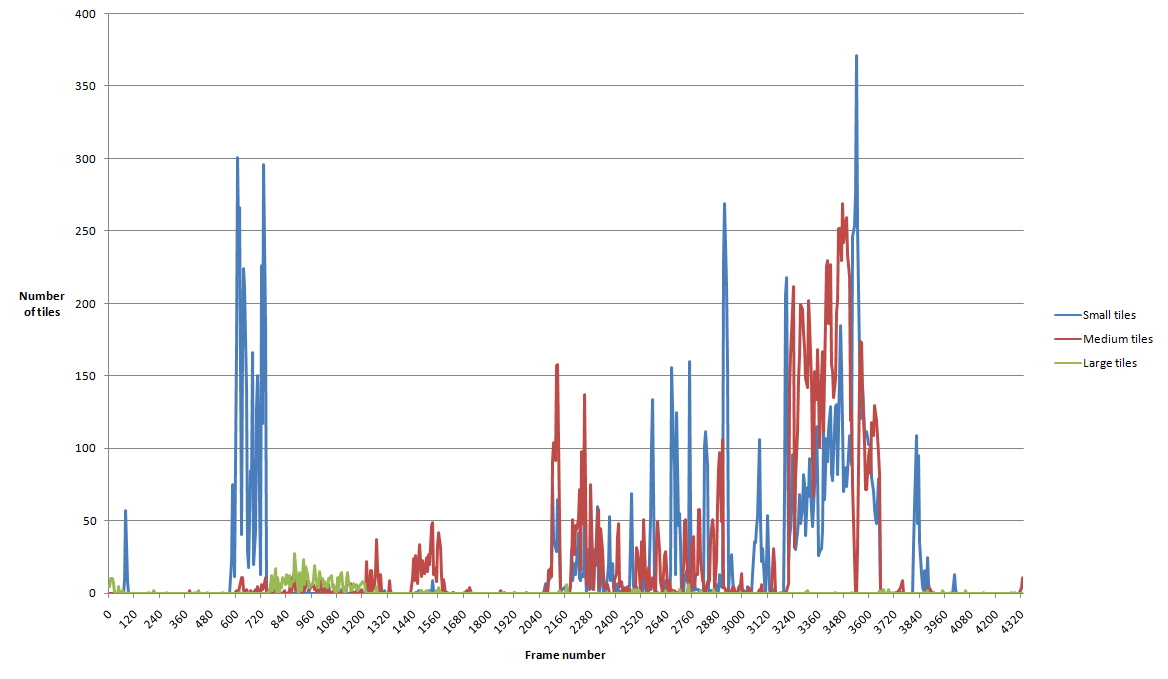 400
350
300
250
200
150
100
50
0
Number
of tiles
0 120 240 360 480 600 720 840 960 1080 1200 1320 1440 1560 1680 1800 1920 2040 2160 2280 2400 2520 2640 2760 2880 3000 3120 3240 3360 3480 3600 3720 3840 3960 4080 4200 4320
Frame number
Small tiles
Medium tiles
Large tiles